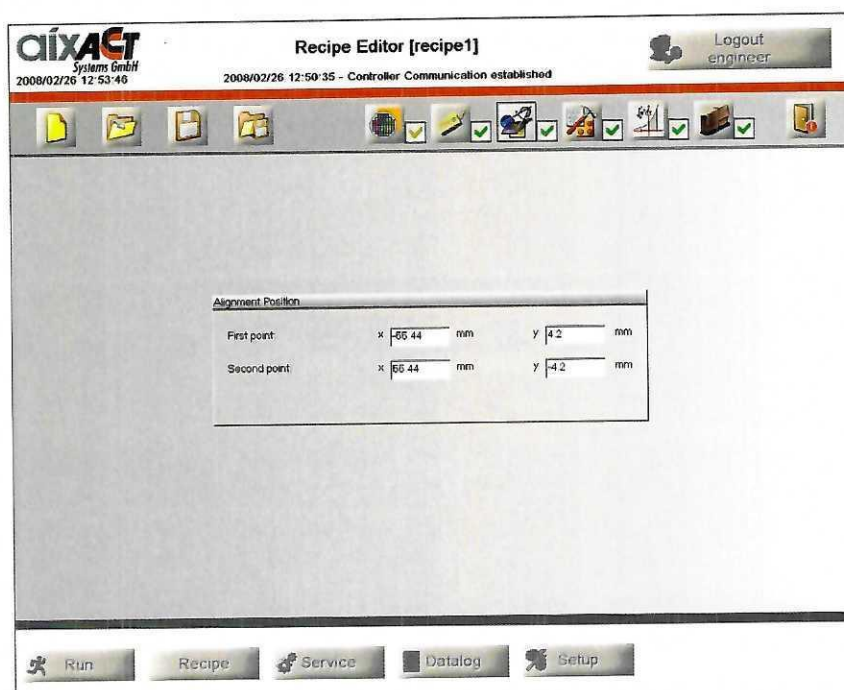 aixACT
Systems GmbH
2008/02/26 12:53:46
Recipe Editor [recipe1]
2008/02/26 12:50:35 - Controller Communication established
Logout
engineer
Alignment Position
First point x -66.44 mm y 4.2 mm
Second point x 66.44 mm y -4.2 mm
Run Recipe Service Datalog Setup